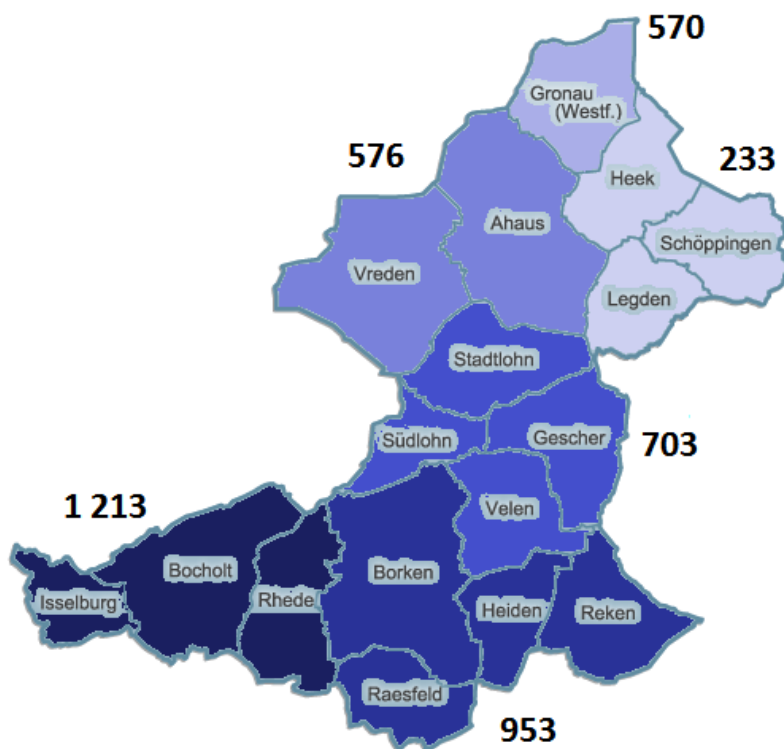 570
Gronau
(Westf.)
576
233
Heek
Ahaus
Schöppingen
Vreden
Legden
Stadtlohn
Südlohn
Gescher
703
1 213
Velen
Bocholt
Borken
Rhede
Isselburg
Heiden
Reken
Raesfeld
953